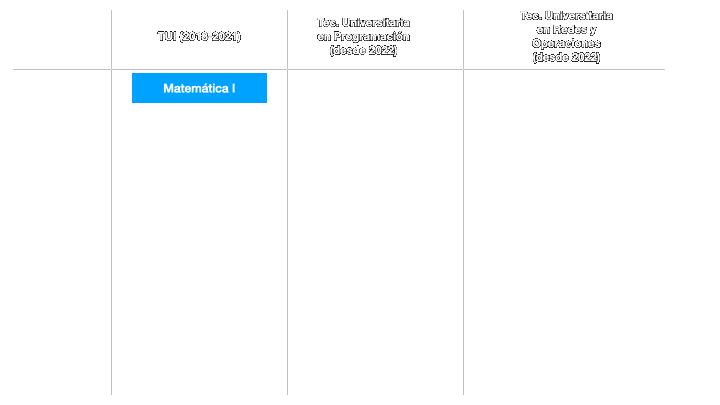 TUI (2018-2021)
Tec. Universitaria
en Programación
(desde 2022)
Tec. Universitaria
en Redes y
Operaciones
(desde 2022)
Matemática I